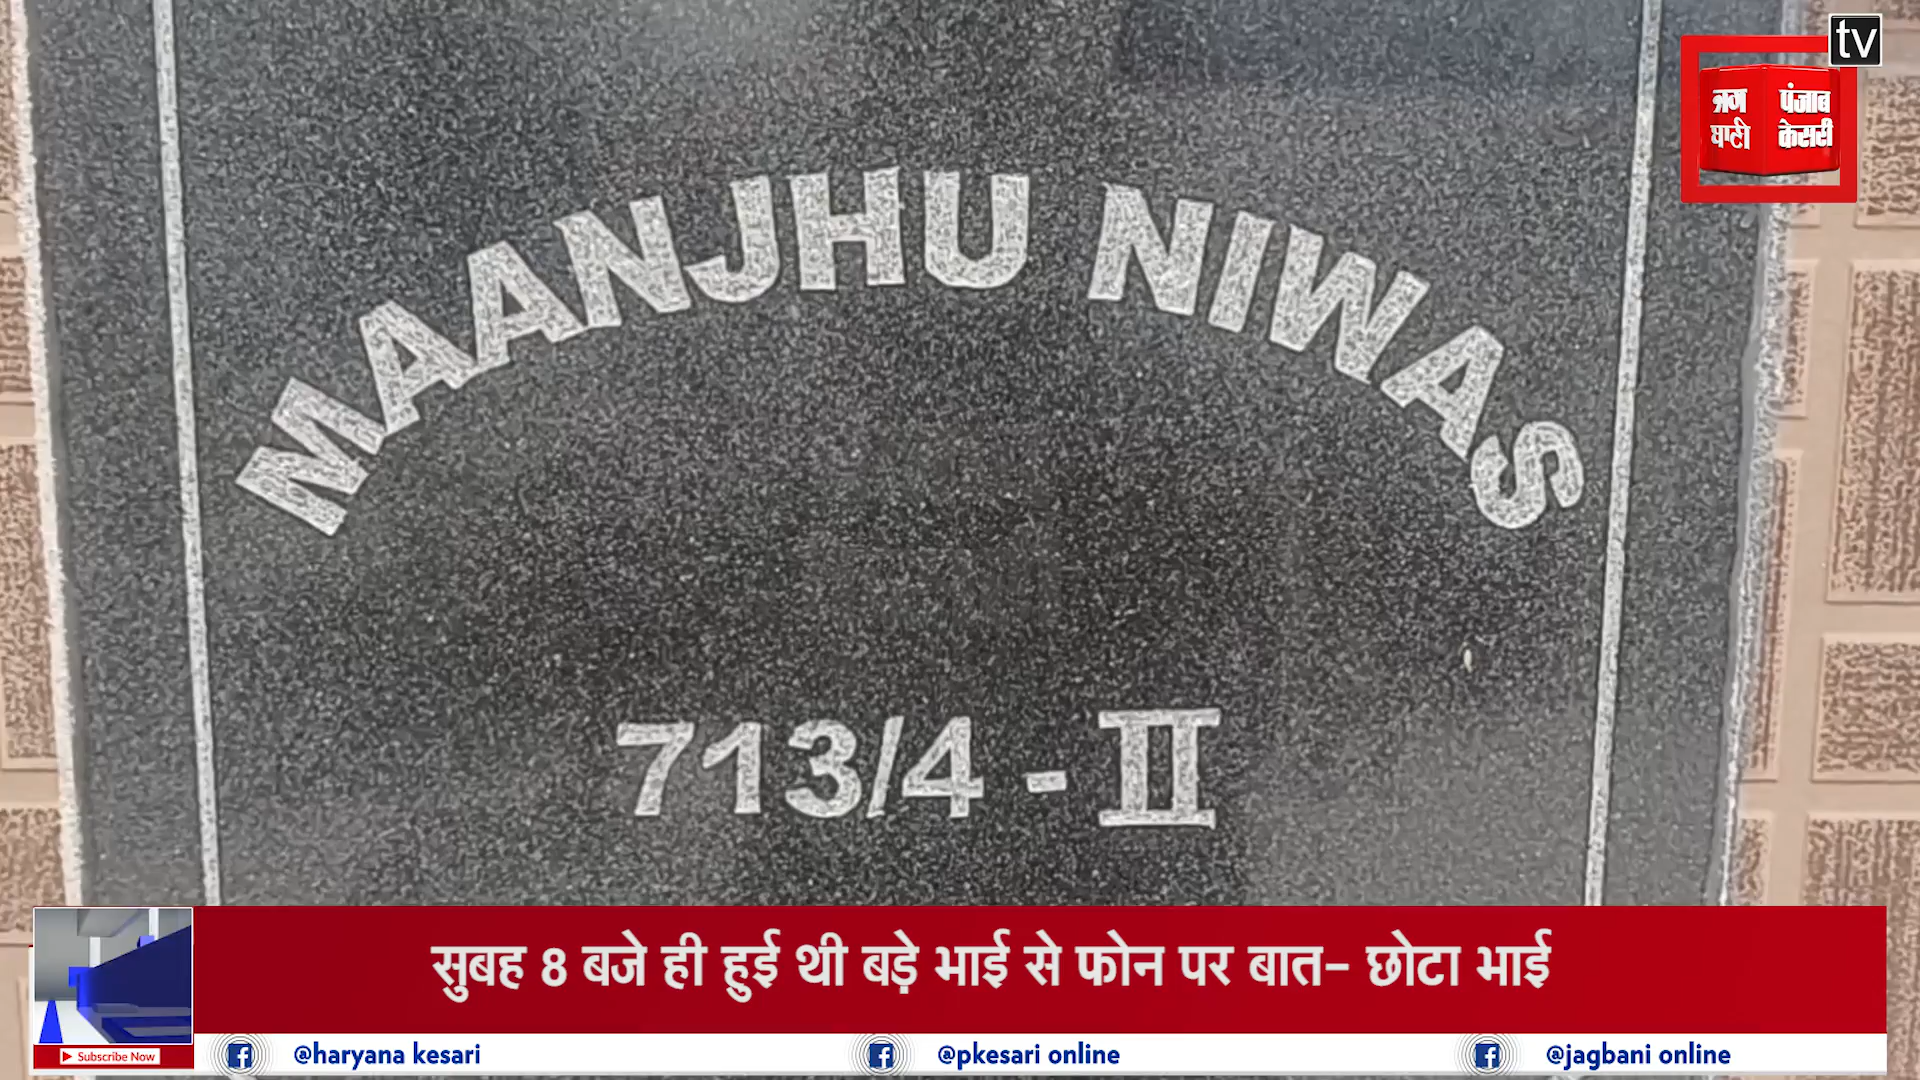 tv
जग पंजाब
बाणी केसरी
MAANJHU NIWAS
713/4 - II
सुबह 8 बजे ही हुई थी बड़े भाई से फोन पर बात- छोटा भाई
Subscribe Now
@haryana kesari
@pkesari online
@jagbani online